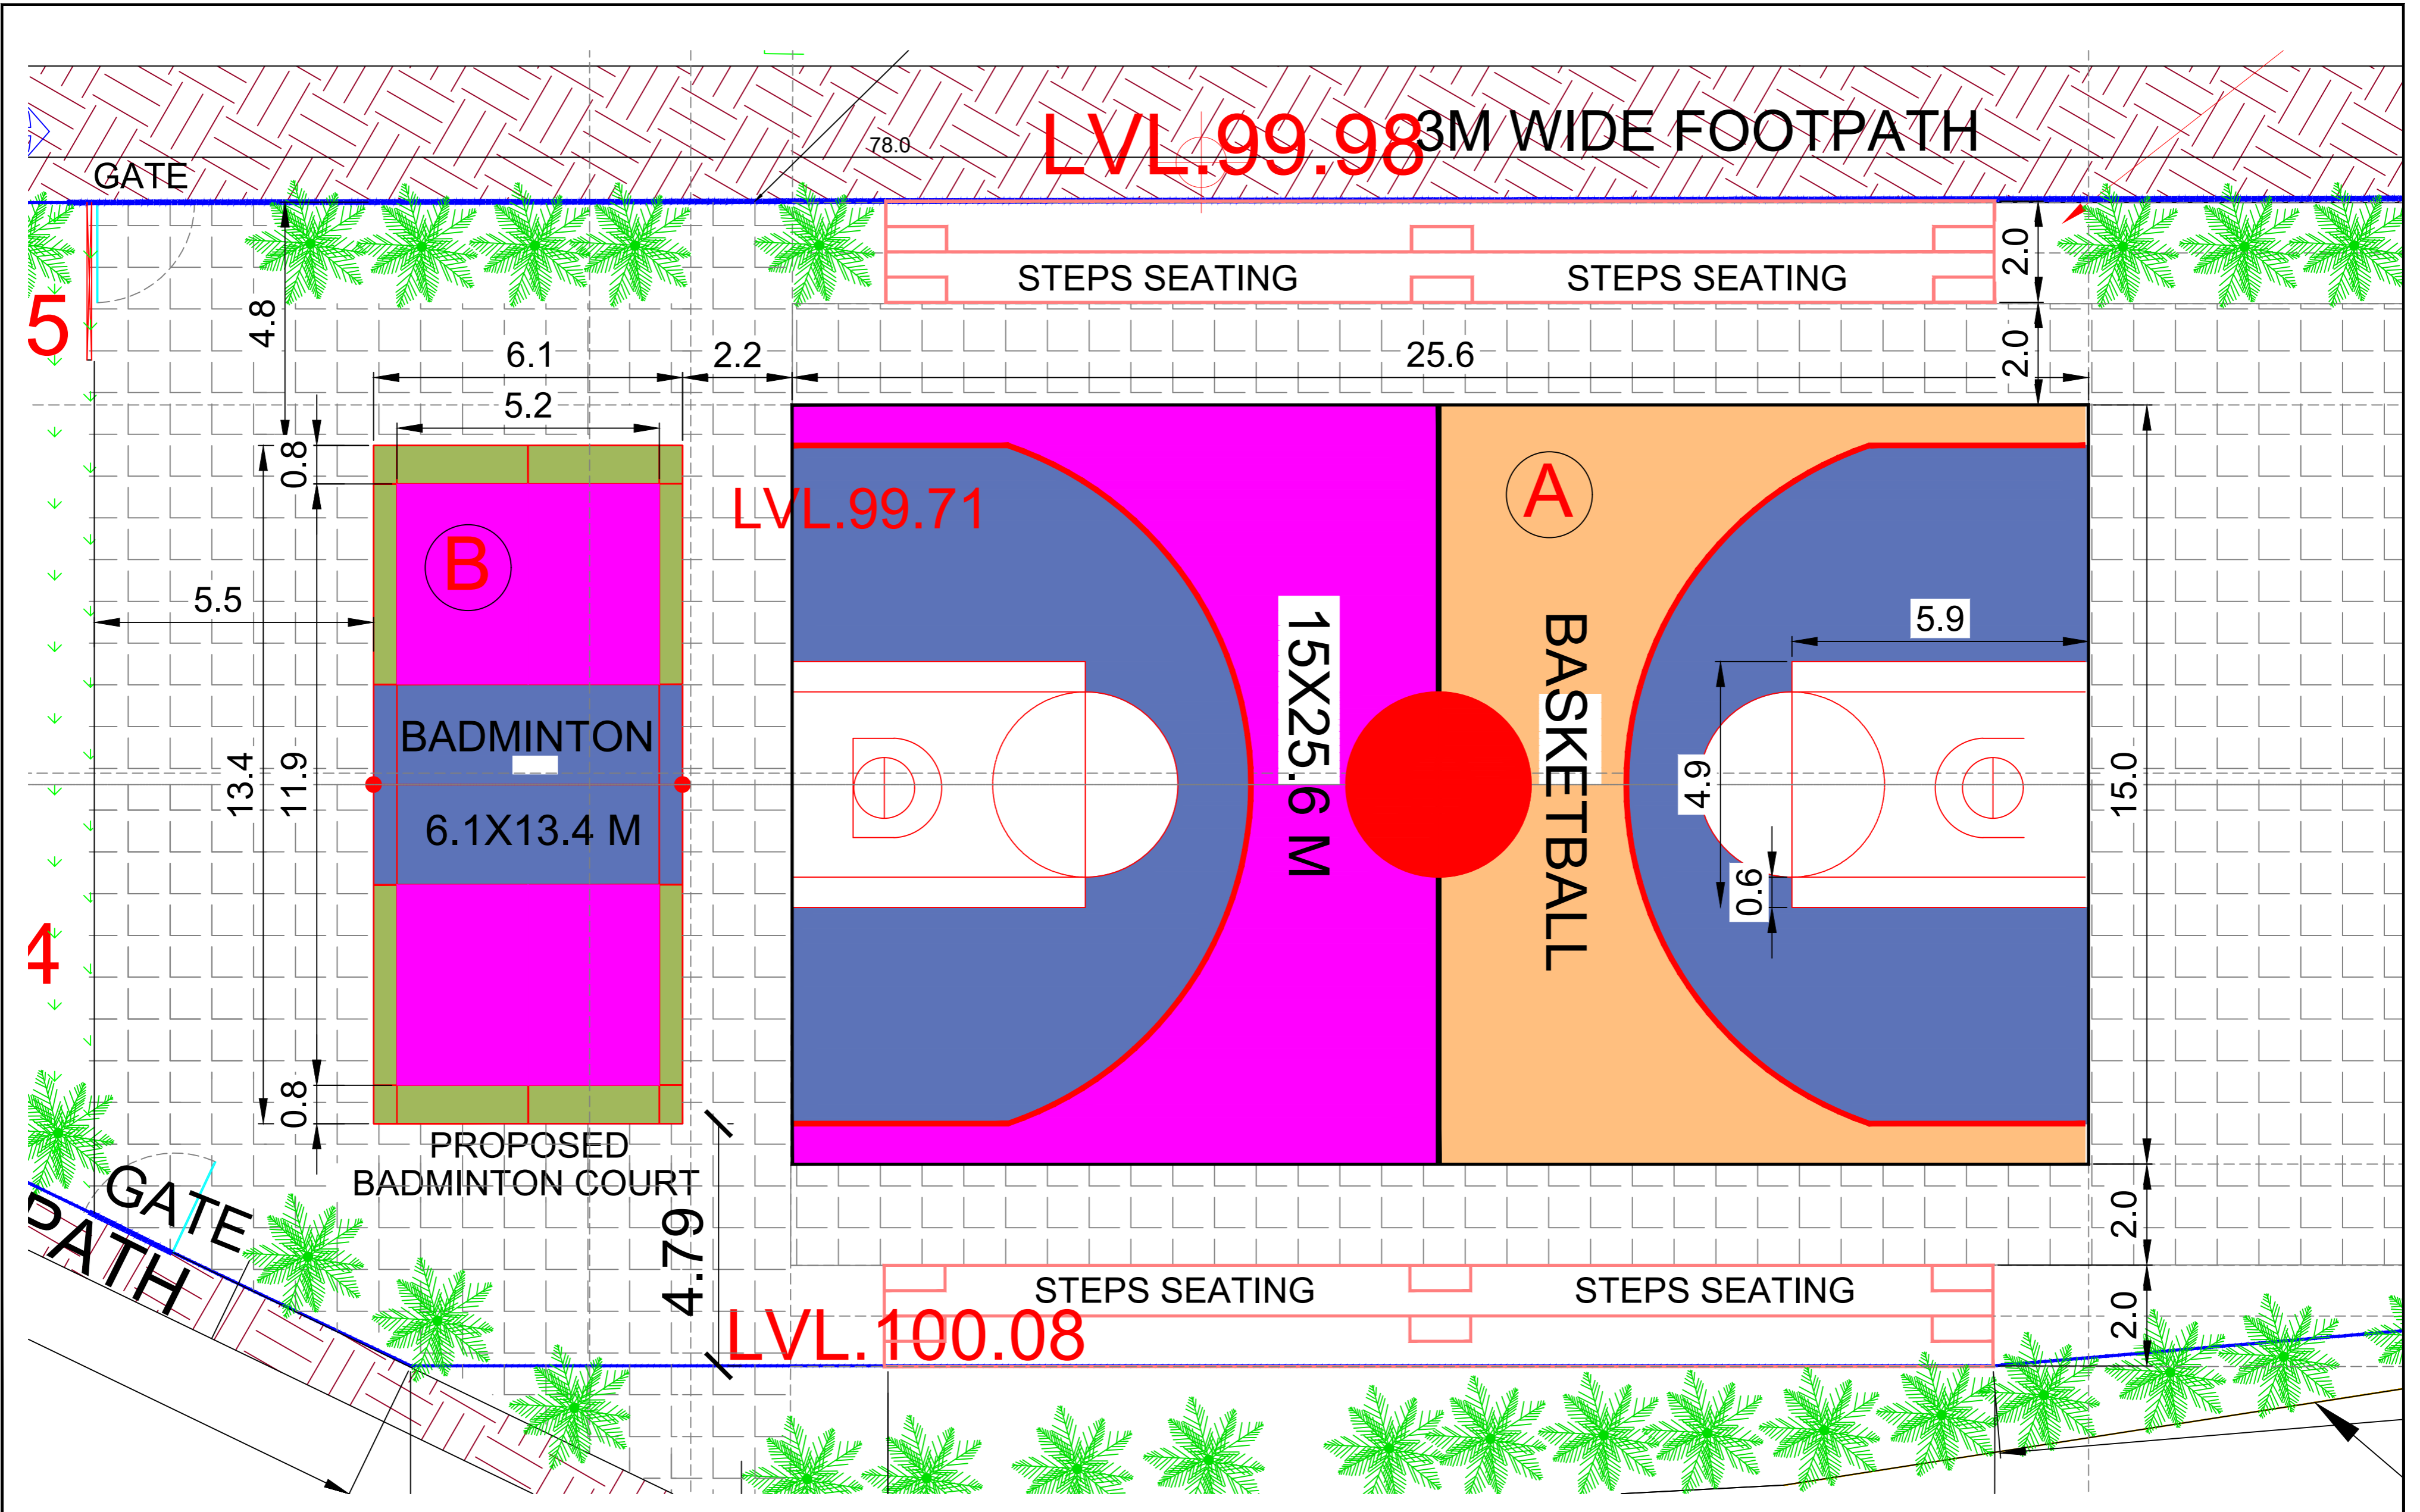 78.0
LVL.99.98
3M WIDE FOOTPATH
GATE
2.0
STEPS SEATING
STEPS SEATING
5
4.8
2.0
6.1
2.2
25.6
5.2
0.8
A
LVL.99.71
B
5.5
5.9
15X25.6 M
BASKETBALL
BADMINTON
6.1X13.4 M
13.4
11.9
4.9
15.0
0.6
4
0.8
PROPOSED
BADMINTON COURT
GATE
PATH
4.79
2.0
STEPS SEATING
STEPS SEATING
LVL.100.08
2.0